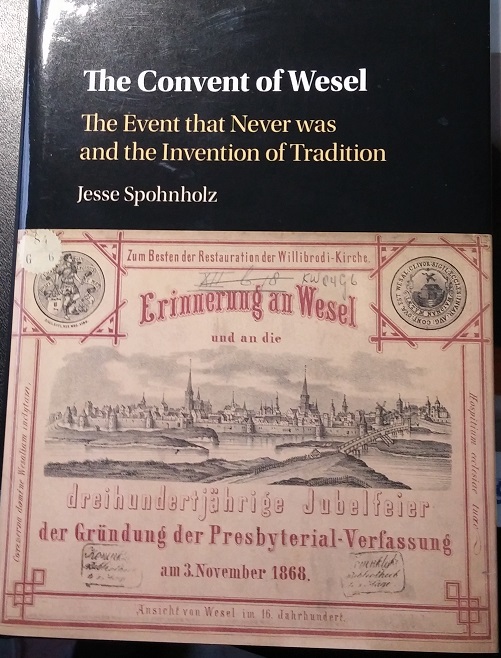 The Convent of Wesel
The Event that Never was
and the Invention of Tradition
Jesse Spohnholz
Zum Besten der Restauration der Willibrodi-Kirche
Erinnerung an Wesel
und an die
dreihundertjährige Jubelfeier
der Gründung der Presbyterial-Verfassung
am 3. November 1868.
Ansicht von Wesel im 16. Jahrhundert.